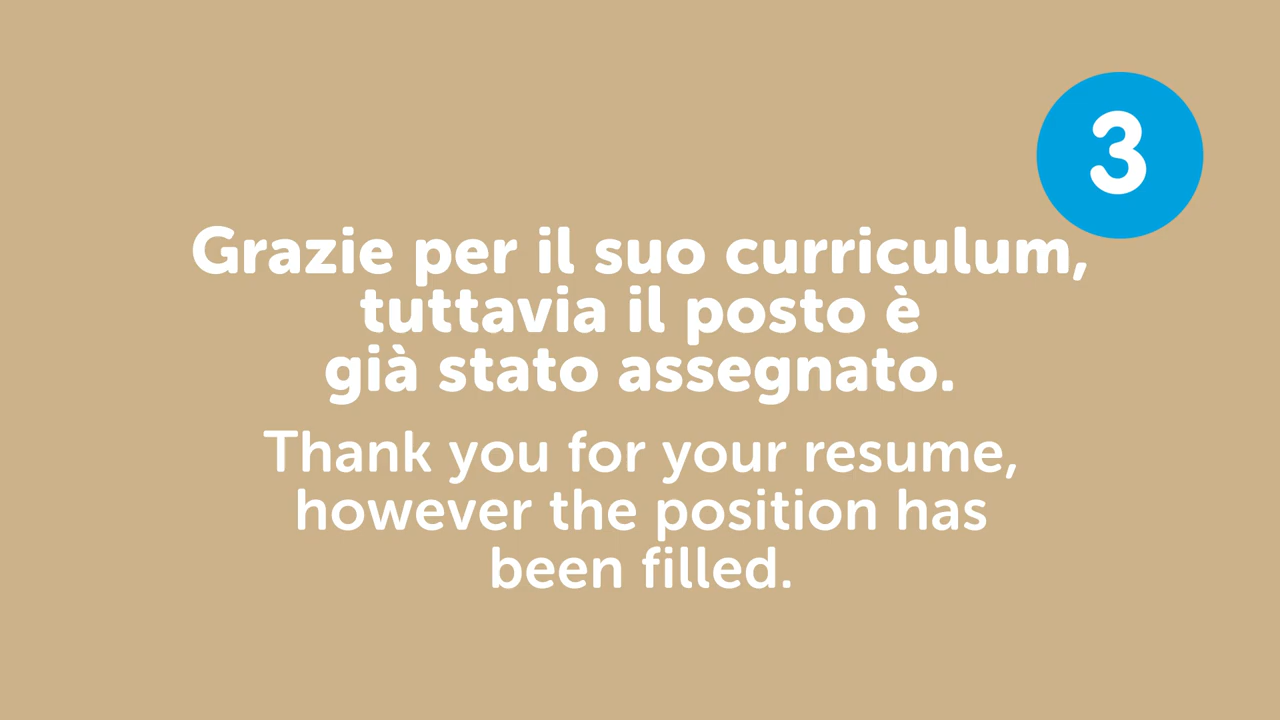 3
Grazie per il suo curriculum,
tuttavia il posto è
già stato assegnato.
Thank you for your resume,
however the position has
been filled.